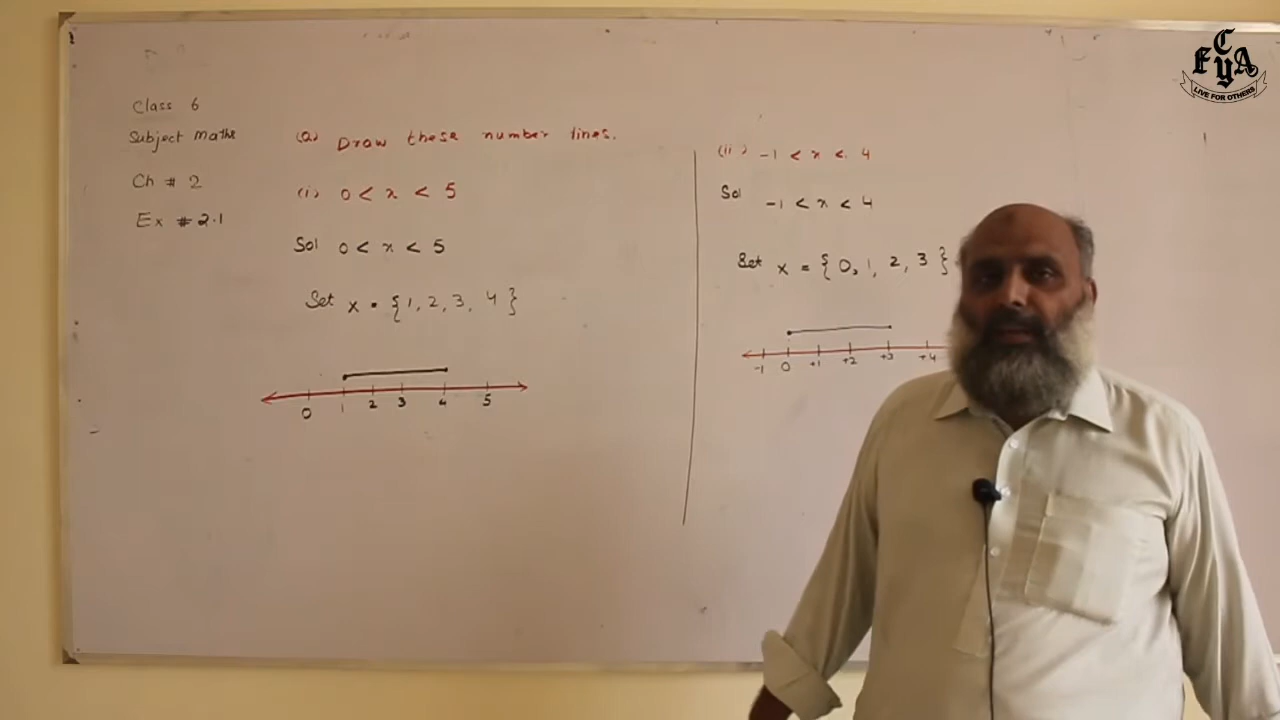 Class 6
Subject Maths
Ch # 2
Ex # 2.1
(Q) Draw these number lines.
(i) 0 < x < 5
Sol 0 < x < 5
Set X = {1, 2, 3, 4}
0 1 2 3 4 5
(ii) -1 < x < 4
Sol -1 < x < 4
Set X = {0, 1, 2, 3}
-1 0 +1 +2 +3 +4
C
F Y A
LIVE FOR OTHERS